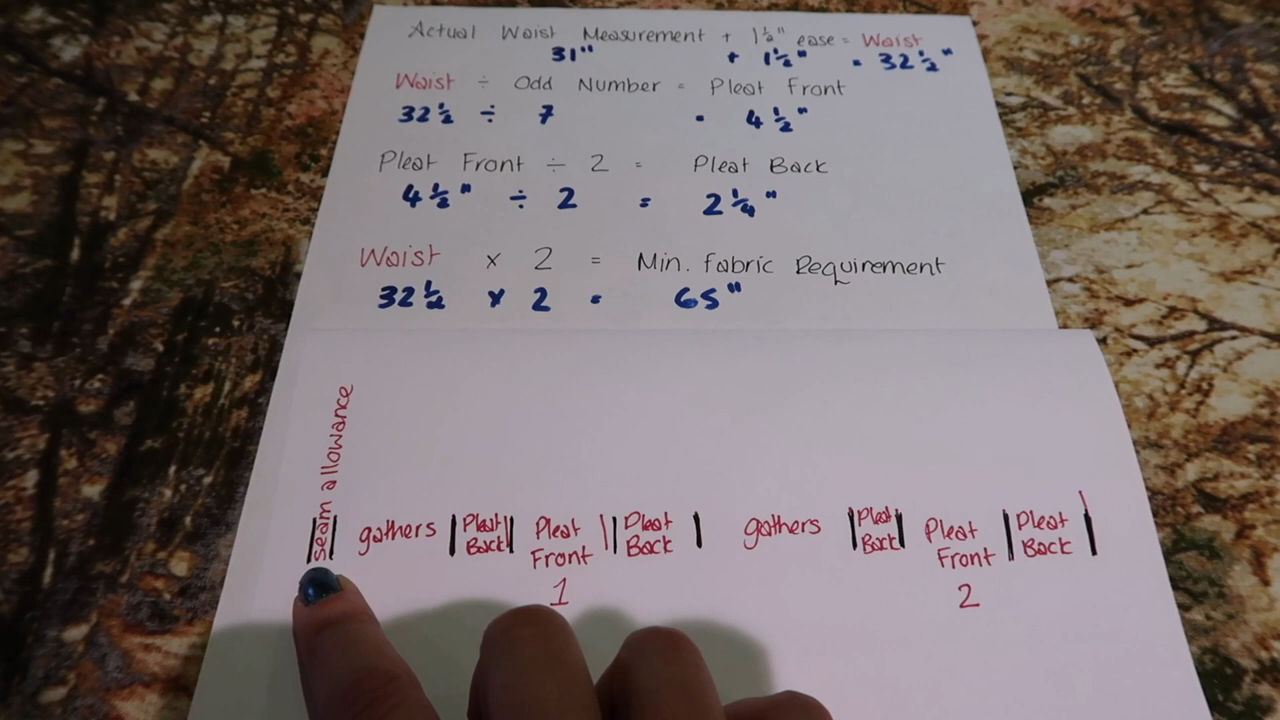 Actual Waist Measurement + 1½" ease = Waist
31" + 1½" = 32½"
Waist ÷ Odd Number = Pleat Front
32½ ÷ 7 = 4½"
Pleat Front ÷ 2 = Pleat Back
4½" ÷ 2 = 2¼"
Waist x 2 = Min. Fabric Requirement
32½ x 2 = 65"
seam allowance
gathers
Pleat
Back
Pleat
Front
1
Pleat
Back
gathers
Pleat
Back
Pleat
Front
2
Pleat
Back